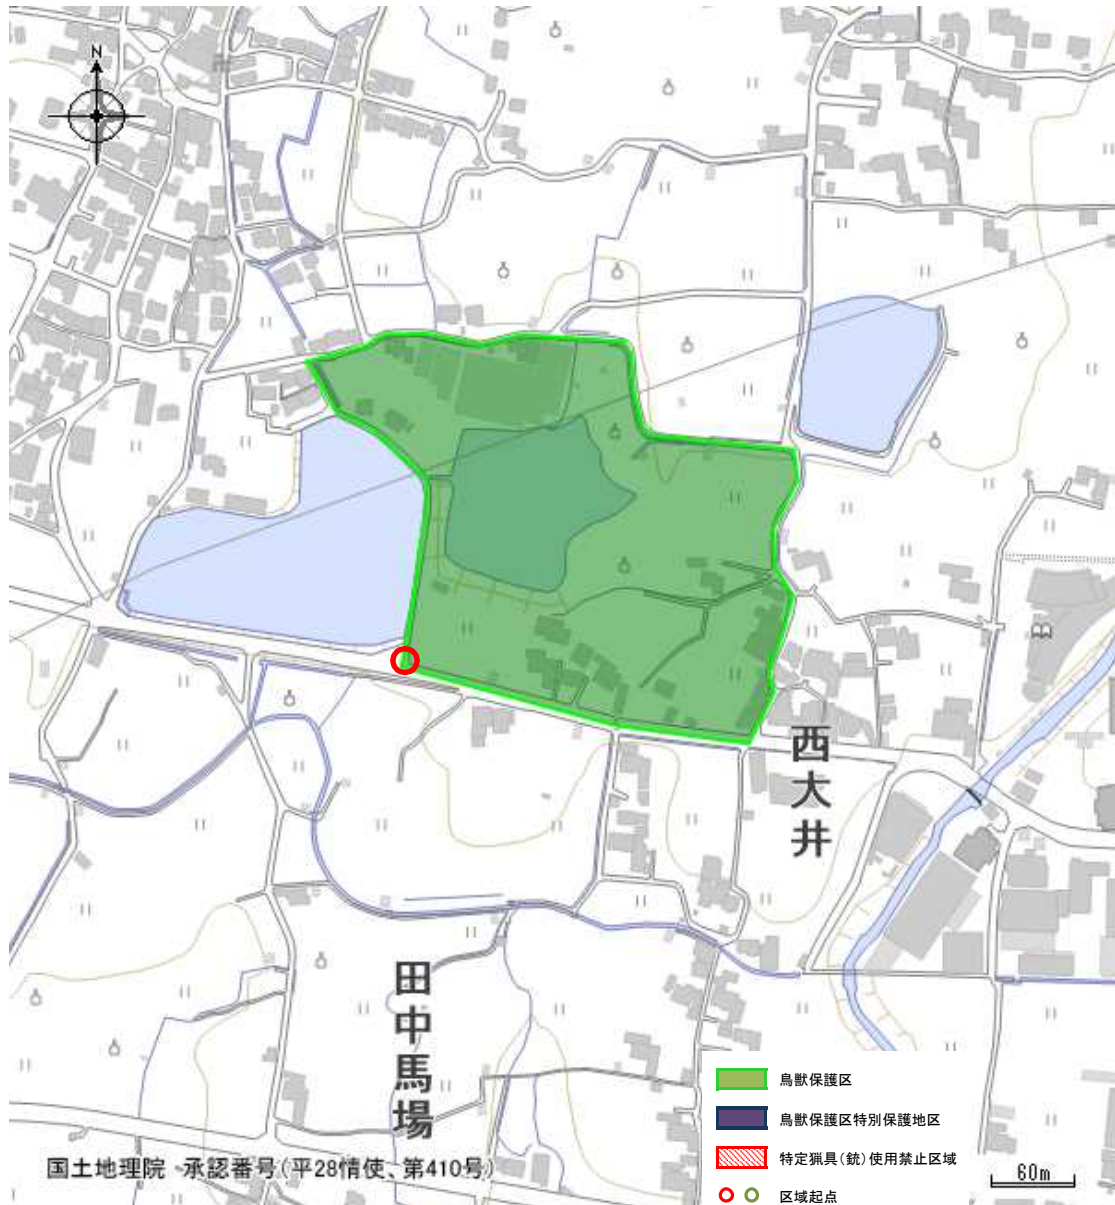 N
西大井
田中馬場
鳥獣保護区
鳥獣保護区特別保護地区
特定猟具(銃)使用禁止区域
区域起点
国土地理院 承認番号(平28情使、第410号)
60m